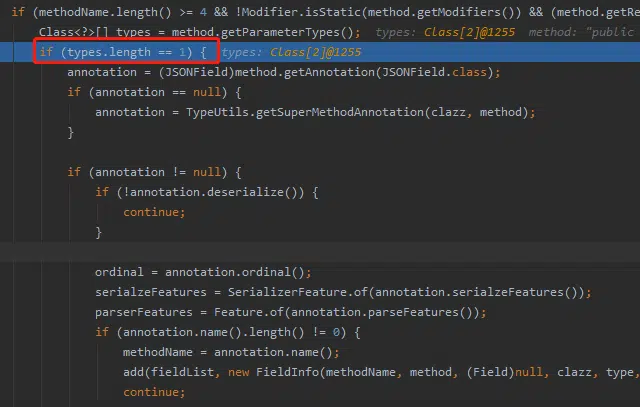 if (methodName.length() >= 4 && !Modifier.isStatic(method.getModifiers()) && (method.getRe
Class<?>[] types = method.getParameterTypes(); types: Class[2]@1255 method: "public
if (types.length == 1) { types: Class[2]@1255
annotation = (JSONField)method.getAnnotation(JSONField.class);
if (annotation == null) {
annotation = TypeUtils.getSuperMethodAnnotation(clazz, method);
}
if (annotation != null) {
if (!annotation.deserialize()) {
continue;
}
ordinal = annotation.ordinal();
serialzeFeatures = SerializerFeature.of(annotation.serialzeFeatures());
parserFeatures = Feature.of(annotation.parseFeatures());
if (annotation.name().length() != 0) {
methodName = annotation.name();
add(fieldList, new FieldInfo(methodName, method, (Field)null, clazz, type,
continue;